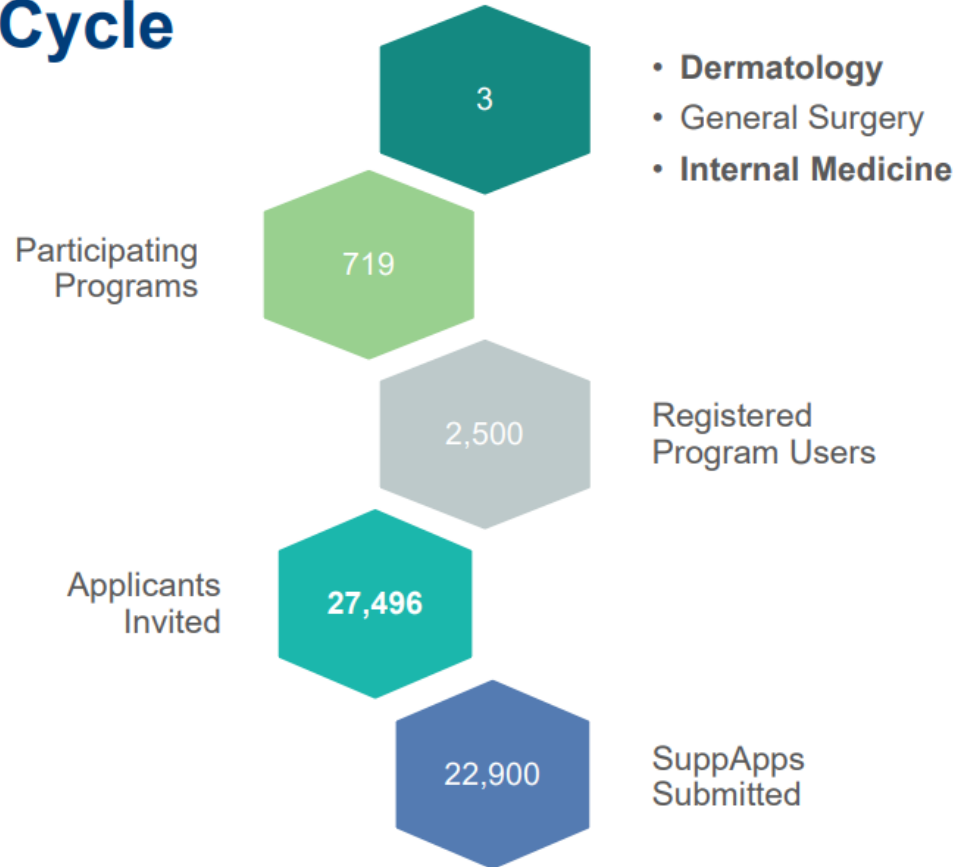 Cycle
3
• Dermatology
• General Surgery
• Internal Medicine
Participating
Programs
719
2,500
Registered
Program Users
Applicants
Invited
27,496
22,900
SuppApps
Submitted